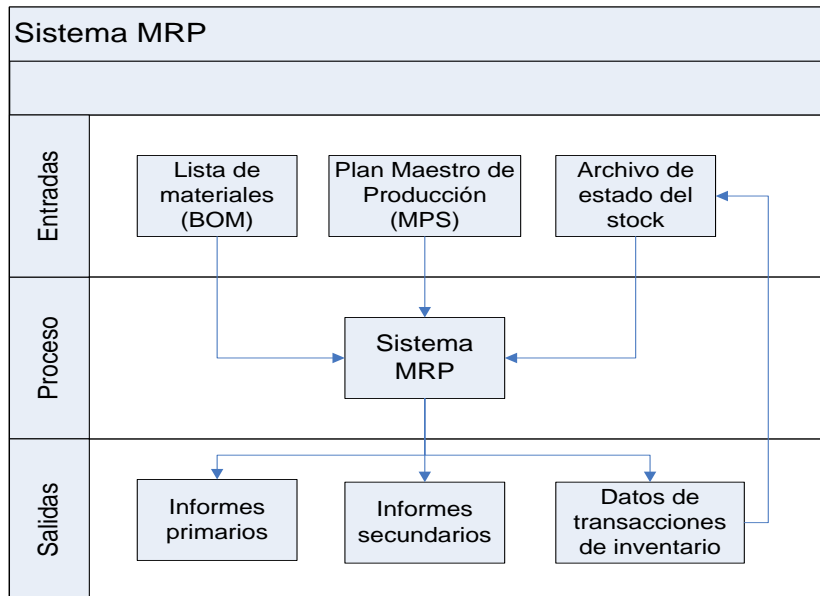 Sistema MRP
Entradas
Lista de
materiales
(BOM)
Plan Maestro de
Producción
(MPS)
Archivo de
estado del
stock
Proceso
Sistema
MRP
Salidas
Informes
primarios
Informes
secundarios
Datos de
transacciones
de inventario